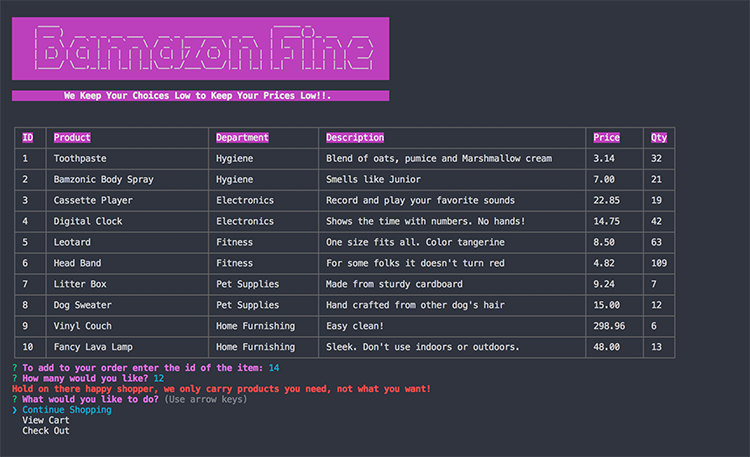 Bamazon Fine
We Keep Your Choices Low to Keep Your Prices Low!!.
ID Product Department Description Price Qty
1 Toothpaste Hygiene Blend of oats, pumice and Marshmallow cream 3.14 32
2 Bamzonic Body Spray Hygiene Smells like Junior 7.00 21
3 Cassette Player Electronics Record and play your favorite sounds 22.85 19
4 Digital Clock Electronics Shows the time with numbers. No hands! 14.75 42
5 Leotard Fitness One size fits all. Color tangerine 8.50 63
6 Head Band Fitness For some folks it doesn't turn red 4.82 109
7 Litter Box Pet Supplies Made from sturdy cardboard 9.24 7
8 Dog Sweater Pet Supplies Hand crafted from other dog's hair 15.00 12
9 Vinyl Couch Home Furnishing Easy clean! 298.96 6
10 Fancy Lava Lamp Home Furnishing Sleek. Don't use indoors or outdoors. 48.00 13
? To add to your order enter the id of the item: 14
? How many would you like? 12
Hold on there happy shopper, we only carry products you need, not what you want!
? What would you like to do? (Use arrow keys)
❯ Continue Shopping
View Cart
Check Out